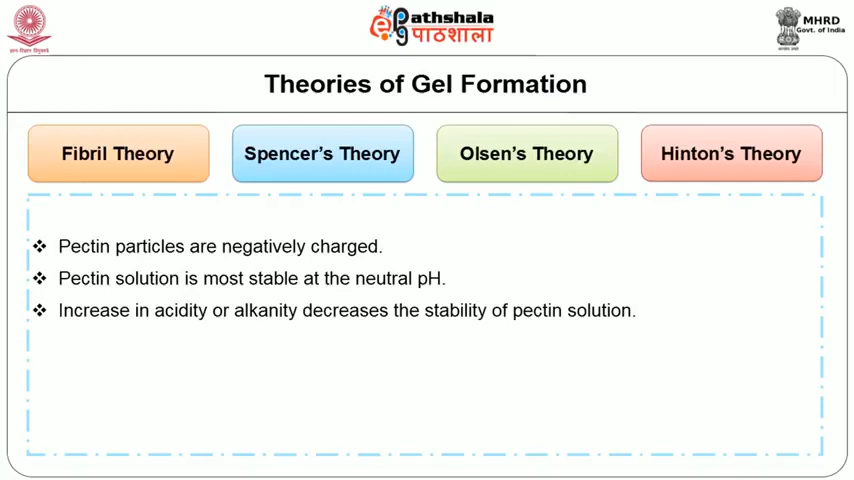 ePathshala
पाठशाला
MHRD
Govt. of India
Theories of Gel Formation
Fibril Theory
Spencer's Theory
Olsen's Theory
Hinton's Theory
❖ Pectin particles are negatively charged.
❖ Pectin solution is most stable at the neutral pH.
❖ Increase in acidity or alkanity decreases the stability of pectin solution.